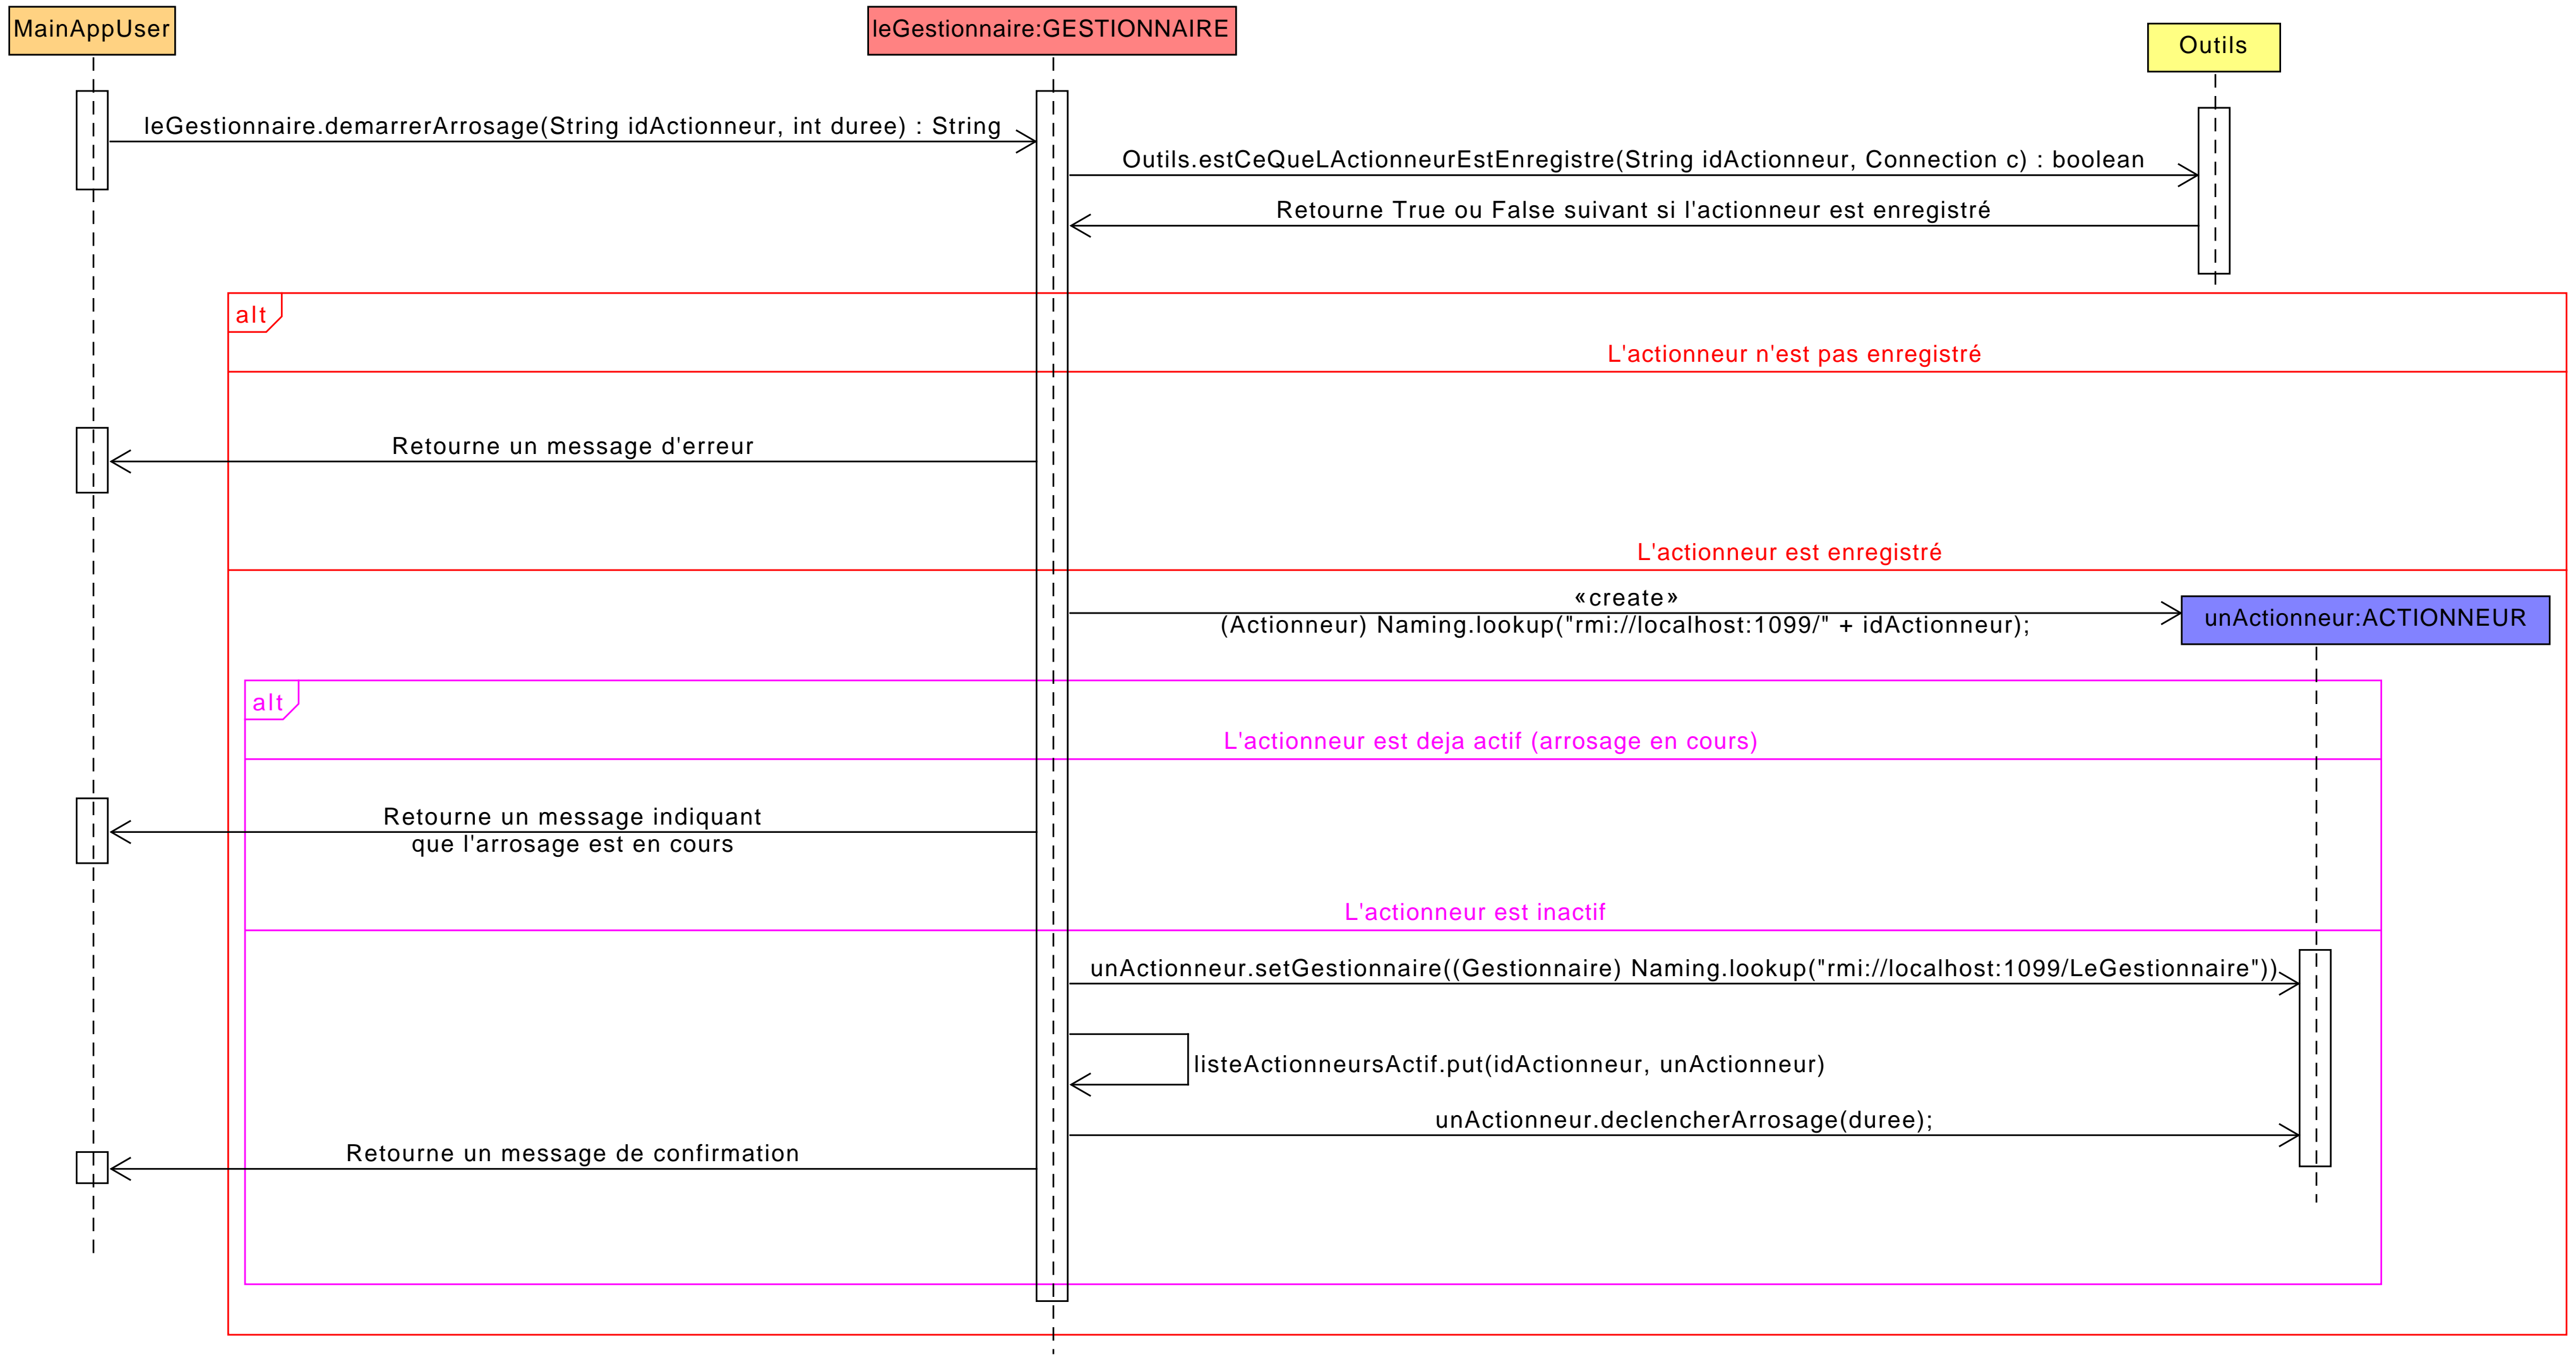 MainAppUser
leGestionnaire:GESTIONNAIRE
Outils
leGestionnaire.demarrerArrosage(String idActionneur, int duree) : String
Outils.estCeQueLActionneurEstEnregistre(String idActionneur, Connection c) : boolean
Retourne True ou False suivant si l'actionneur est enregistré
alt
L'actionneur n'est pas enregistré
Retourne un message d'erreur
L'actionneur est enregistré
«create»
(Actionneur) Naming.lookup("rmi://localhost:1099/" + idActionneur);
unActionneur:ACTIONNEUR
alt
L'actionneur est deja actif (arrosage en cours)
Retourne un message indiquant
que l'arrosage est en cours
L'actionneur est inactif
unActionneur.setGestionnaire((Gestionnaire) Naming.lookup("rmi://localhost:1099/LeGestionnaire"))
listeActionneursActif.put(idActionneur, unActionneur)
unActionneur.declencherArrosage(duree);
Retourne un message de confirmation